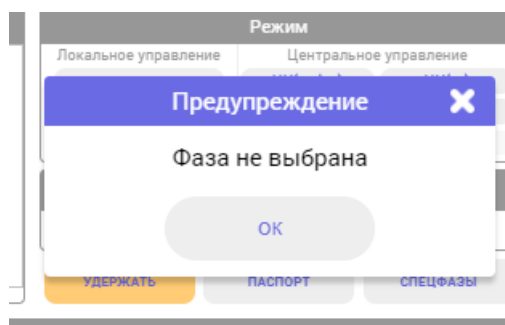 Режим
Локальное управление Центральное управление
Предупреждение
Фаза не выбрана
ОК
УДЕРЖАТЬ ПАСПОРТ СПЕЦФАЗЫ